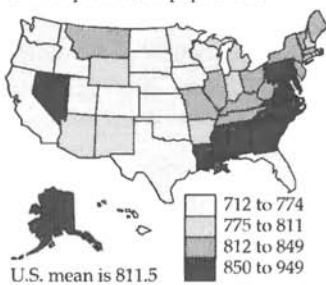 712 to 774
775 to 811
812 to 849
850 to 949
U.S. mean is 811.5